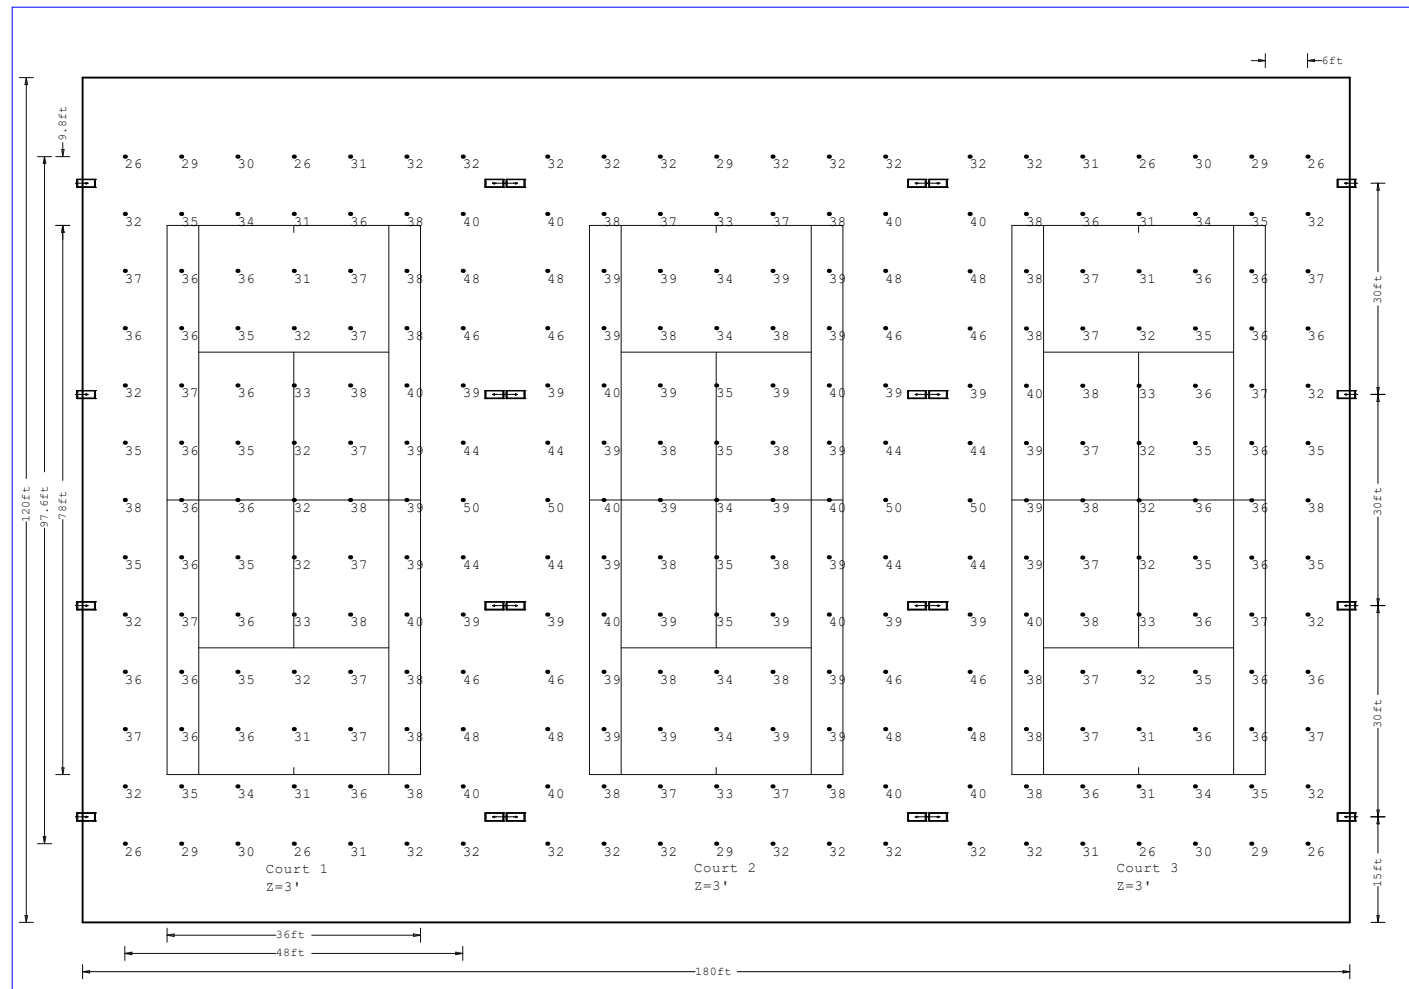 6ft
9.8ft
26 29 30 26 31 32 32 32 32 32 29 32 32 32 32 32 31 26 30 29 26
32 35 34 31 36 38 40 40 38 37 33 37 38 40 40 38 36 31 34 35 32
37 36 36 31 37 38 48 48 39 39 34 39 39 48 48 38 37 31 36 36 37
30ft
36 36 35 32 37 38 46 46 39 38 34 38 39 46 46 38 37 32 35 36 36
32 37 36 33 38 40 39 39 40 39 35 39 40 39 39 40 38 33 36 37 32
35 36 35 32 37 39 44 44 39 38 35 38 39 44 44 39 37 32 35 36 35
120ft
97.6ft
78ft
38 36 36 32 38 39 50 50 40 39 34 39 40 50 50 39 38 32 36 36 38
30ft
35 36 35 32 37 39 44 44 39 38 35 38 39 44 44 39 37 32 35 36 35
32 37 36 33 38 40 39 39 40 39 35 39 40 39 39 40 38 33 36 37 32
36 36 35 32 37 38 46 46 39 38 34 38 39 46 46 38 37 32 35 36 36
30ft
37 36 36 31 37 38 48 48 39 39 34 39 39 48 48 38 37 31 36 36 37
32 35 34 31 36 38 40 40 38 37 33 37 38 40 40 38 36 31 34 35 32
26 29 30 26 31 32 32 32 32 32 29 32 32 32 32 32 31 26 30 29 26
15ft
Court 1
Z=3'
Court 2
Z=3'
Court 3
Z=3'
36ft
48ft
180ft